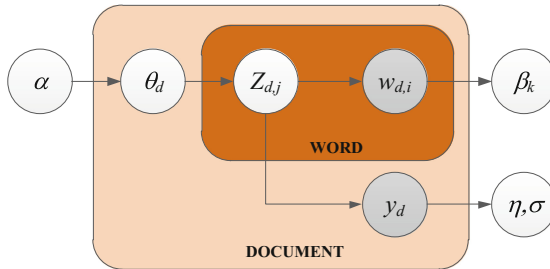 α θ_d Z_{d,j} w_{d,i} β_k
WORD
y_d η,σ
DOCUMENT